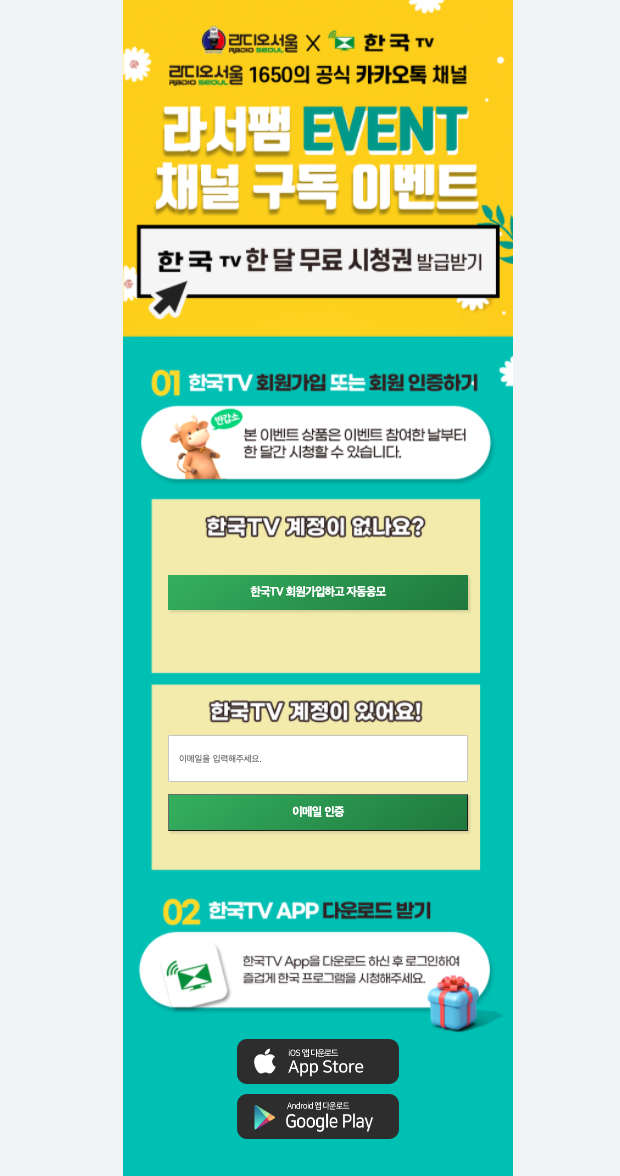 라디오서울 RADIO SEOUL X 한국TV
라디오서울 RADIO SEOUL 1650의 공식 카카오톡 채널
라서팸 EVENT
채널 구독 이벤트
한국TV 한 달 무료 시청권 발급받기
01 한국TV 회원가입 또는 회원 인증하기
반갑소
본 이벤트 상품은 이벤트 참여한 날부터
한 달간 시청할 수 있습니다.
한국TV 계정이 없나요?
한국TV 회원가입하고 자동응모
한국TV 계정이 있어요!
이메일을 입력해주세요.
이메일 인증
02 한국TV APP 다운로드 받기
한국TV App을 다운로드 하신 후 로그인하여
즐겁게 한국 프로그램을 시청해주세요.
iOS 앱 다운로드
App Store
Android 앱 다운로드
Google Play